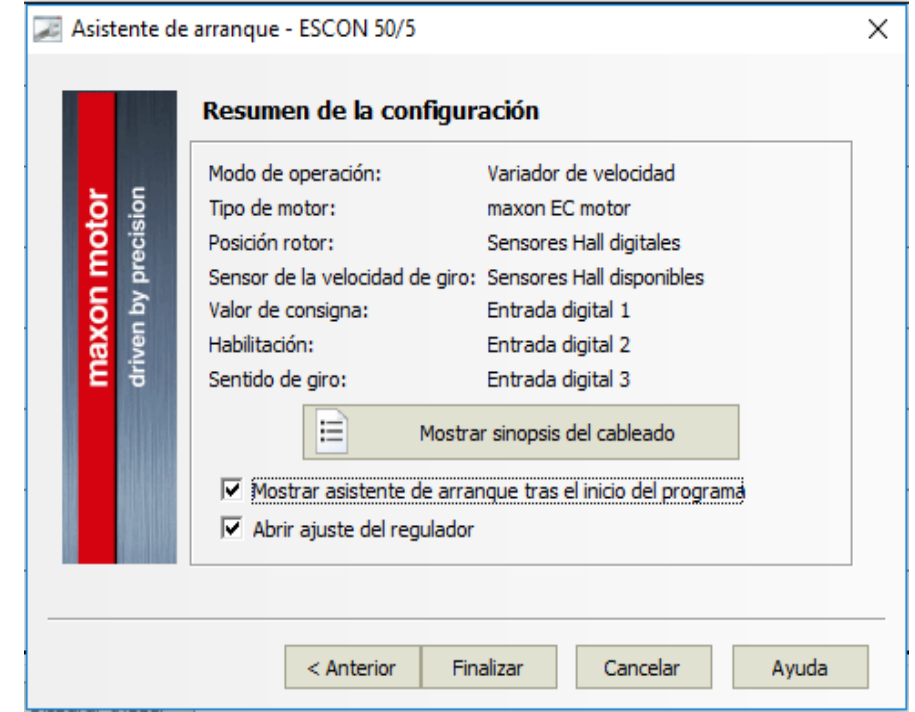 Asistente de arranque - ESCON 50/5
maxon motor
driven by precision
Resumen de la configuración
Modo de operación: Variador de velocidad
Tipo de motor: maxon EC motor
Posición rotor: Sensores Hall digitales
Sensor de la velocidad de giro: Sensores Hall disponibles
Valor de consigna: Entrada digital 1
Habilitación: Entrada digital 2
Sentido de giro: Entrada digital 3
Mostrar sinopsis del cableado
Mostrar asistente de arranque tras el inicio del programa
Abrir ajuste del regulador
< Anterior Finalizar Cancelar Ayuda